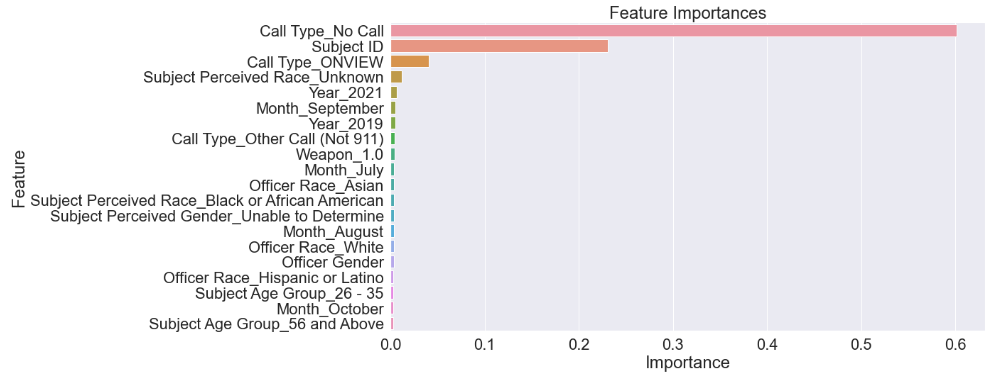 Feature Importances
Call Type_No Call
Subject ID
Call Type_ONVIEW
Subject Perceived Race_Unknown
Year_2021
Month_September
Year_2019
Call Type_Other Call (Not 911)
Weapon_1.0
Month_July
Officer Race_Asian
Subject Perceived Race_Black or African American
Subject Perceived Gender_Unable to Determine
Month_August
Officer Race_White
Officer Gender
Officer Race_Hispanic or Latino
Subject Age Group_26 - 35
Month_October
Subject Age Group_56 and Above
Feature
0.0 0.1 0.2 0.3 0.4 0.5 0.6
Importance